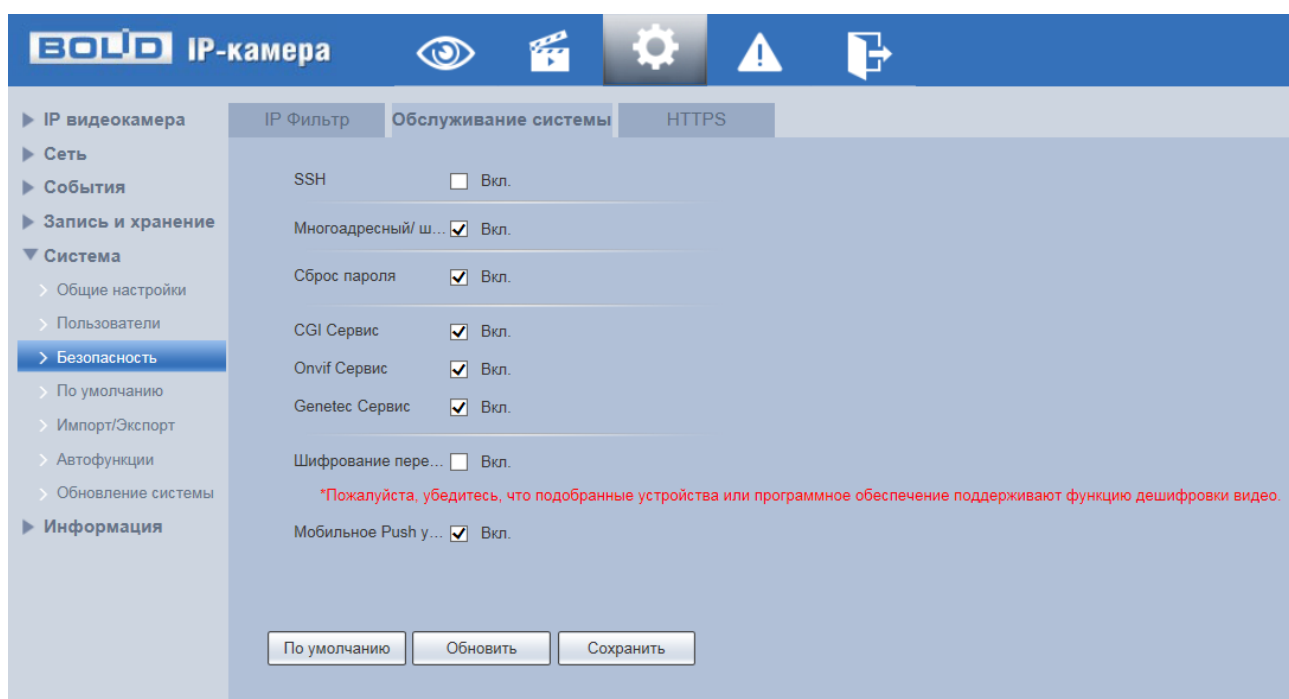 BOLID IP-камера
IP видеокамера
Сеть
События
Запись и хранение
Система
Общие настройки
Пользователи
Безопасность
По умолчанию
Импорт/Экспорт
Автофункции
Обновление системы
Информация
IP Фильтр Обслуживание системы HTTPS
SSH Вкл.
Многоадресный/ ш... Вкл.
Сброс пароля Вкл.
CGI Сервис Вкл.
Onvif Сервис Вкл.
Genetec Сервис Вкл.
Шифрование пере... Вкл.
*Пожалуйста, убедитесь, что подобранные устройства или программное обеспечение поддерживают функцию дешифровки видео.
Мобильное Push у... Вкл.
По умолчанию Обновить Сохранить